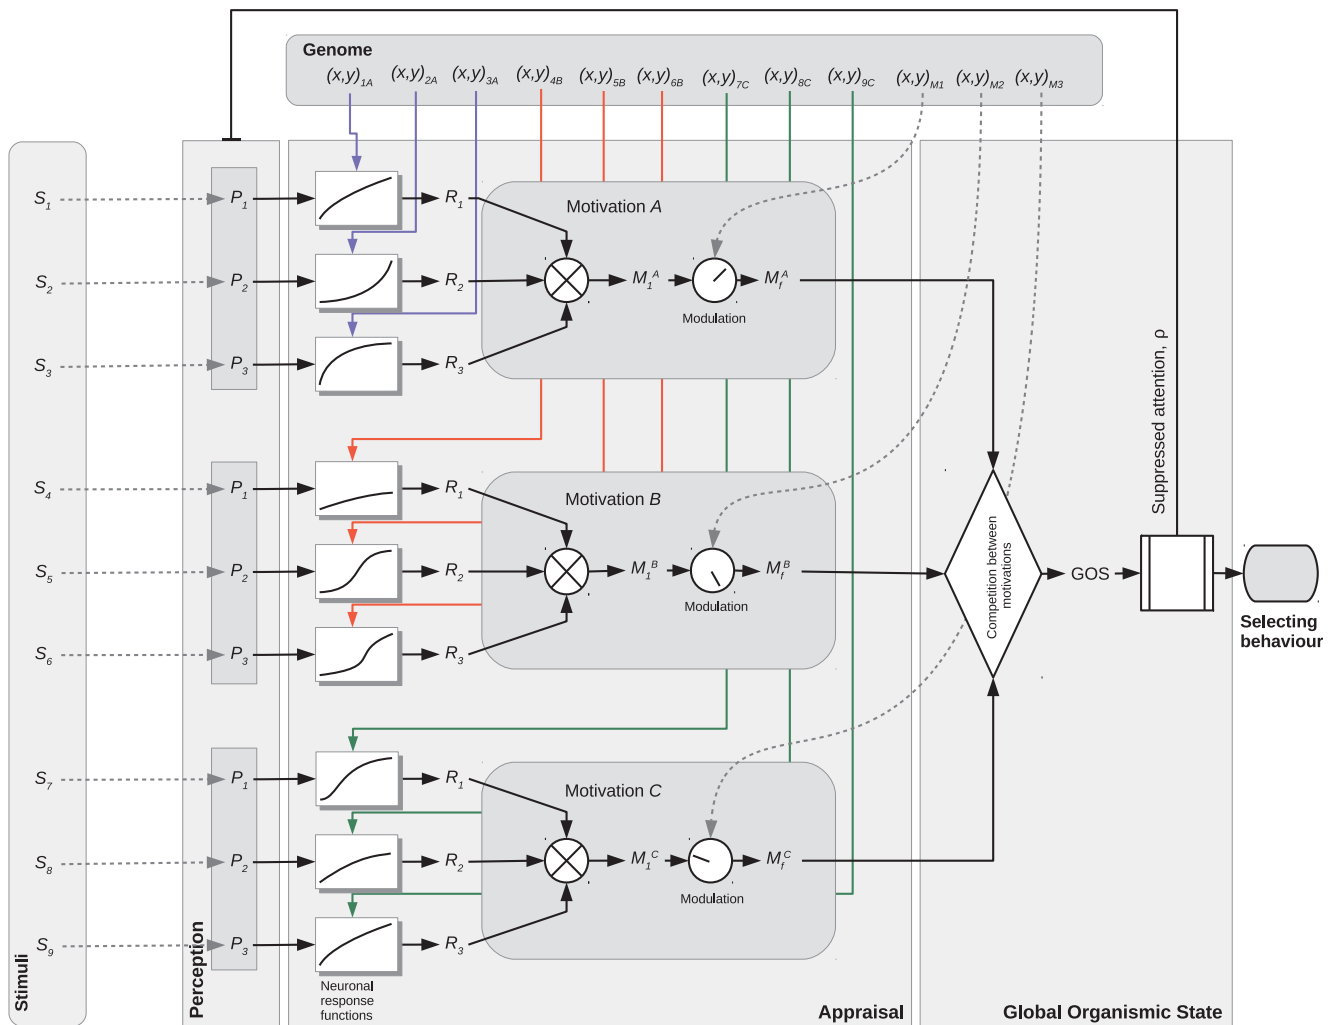 Genome
(x,y)1A (x,y)2A (x,y)3A (x,y)4B (x,y)5B (x,y)6B (x,y)7C (x,y)8C (x,y)9C (x,y)M1 (x,y)M2 (x,y)M3
S1 P1 R1
Motivation A
S2 P2 R2 M1A MfA
Modulation
S3 P3 R3
S4 P1 R1
Motivation B
S5 P2 R2 M1B MfB
Modulation
S6 P3 R3
S7 P1 R1
Motivation C
S8 P2 R2 M1C MfC
Modulation
S9 P3 R3
Neuronal
response
functions
Competition between
motivations
GOS
Suppressed attention, ρ
Selecting
behaviour
Stimuli
Perception
Appraisal
Global Organismic State